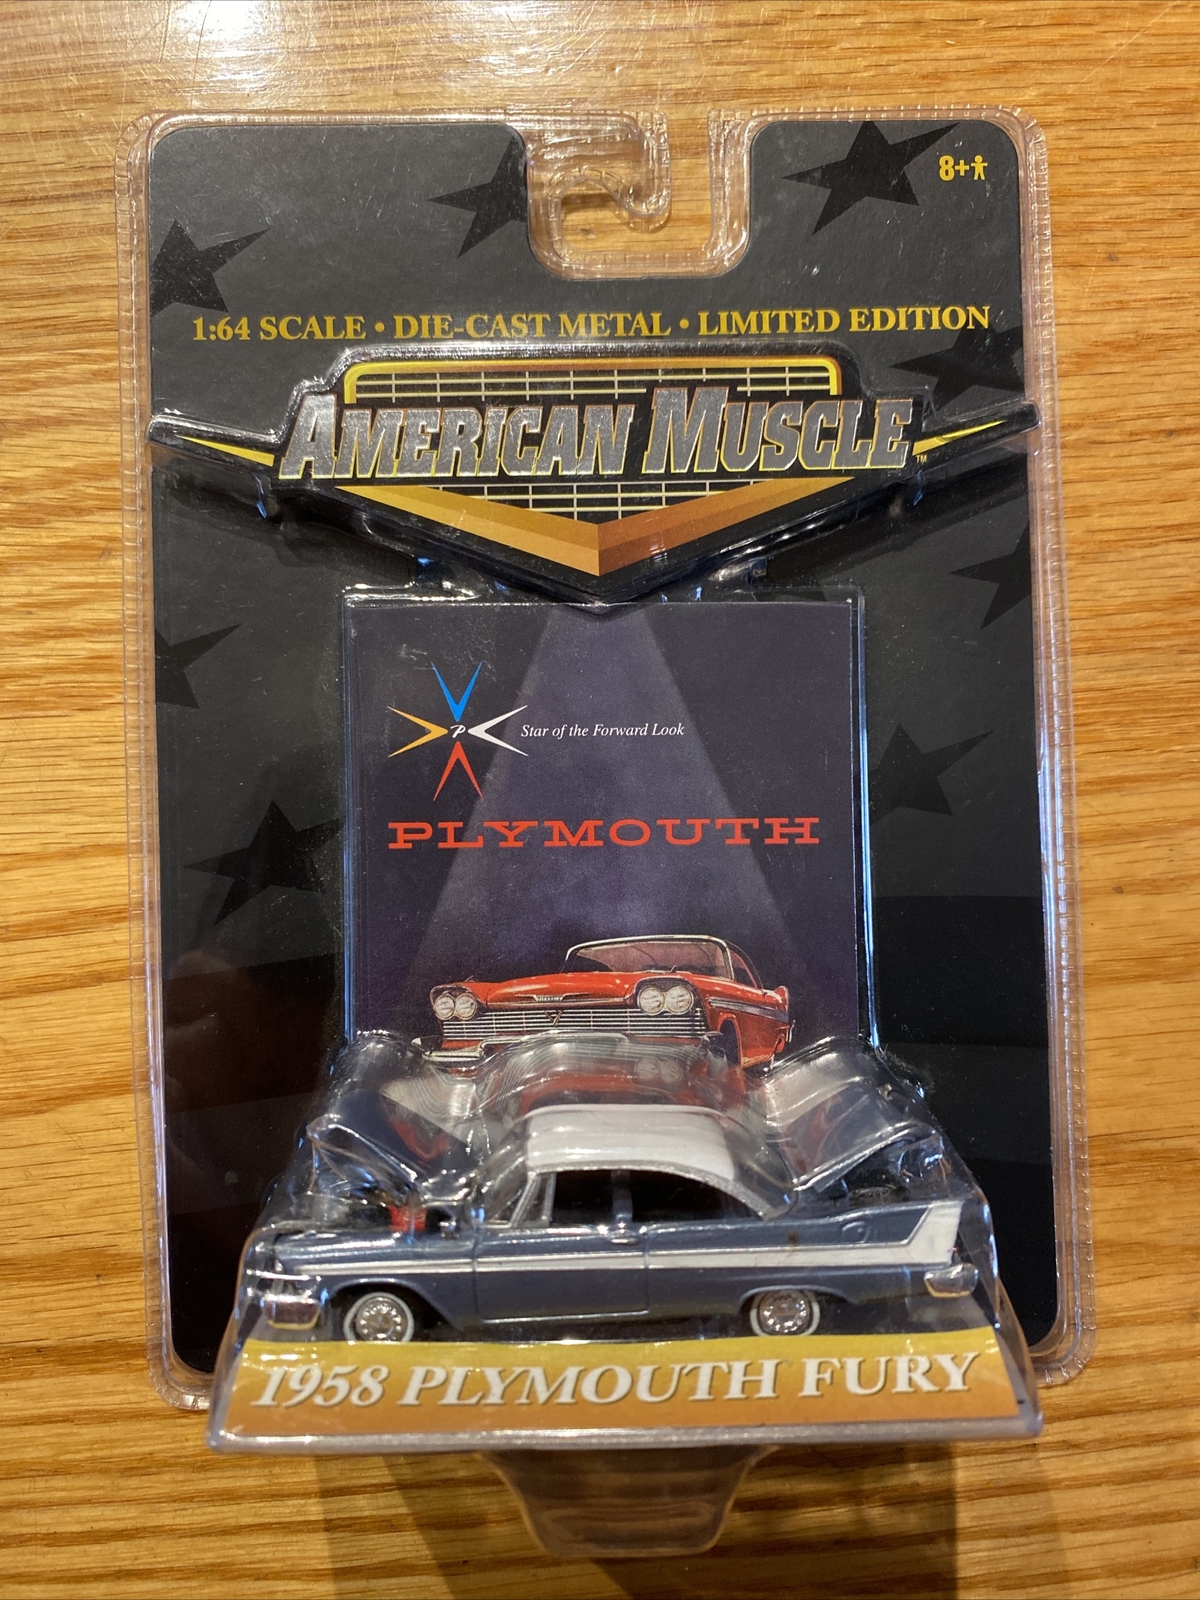 8+
1:64 SCALE • DIE-CAST METAL • LIMITED EDITION
AMERICAN MUSCLE™
P
Star of the Forward Look
PLYMOUTH
1958 PLYMOUTH FURY